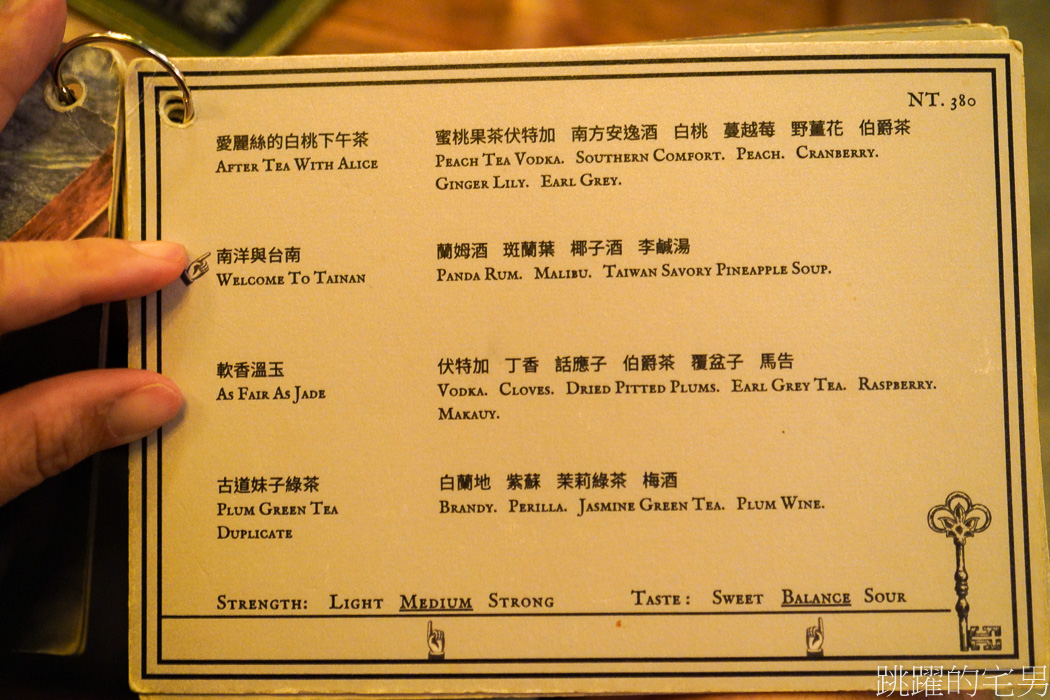 NT. 380
愛麗絲的白桃下午茶
AFTER TEA WITH ALICE
蜜桃果茶伏特加 南方安逸酒 白桃 蔓越莓 野薑花 伯爵茶
PEACH TEA VODKA. SOUTHERN COMFORT. PEACH. CRANBERRY.
GINGER LILY. EARL GREY.
南洋與台南
WELCOME TO TAINAN
蘭姆酒 斑蘭葉 椰子酒 李鹹湯
PANDA RUM. MALIBU. TAIWAN SAVORY PINEAPPLE SOUP.
軟香溫玉
AS FAIR AS JADE
伏特加 丁香 話應子 伯爵茶 覆盆子 馬告
VODKA. CLOVES. DRIED PITTED PLUMS. EARL GREY TEA. RASPBERRY.
MAKAUY.
古道妹子綠茶
PLUM GREEN TEA
DUPLICATE
白蘭地 紫蘇 茉莉綠茶 梅酒
BRANDY. PERILLA. JASMINE GREEN TEA. PLUM WINE.
STRENGTH: LIGHT MEDIUM STRONG
TASTE: SWEET BALANCE SOUR
跳躍的宅男